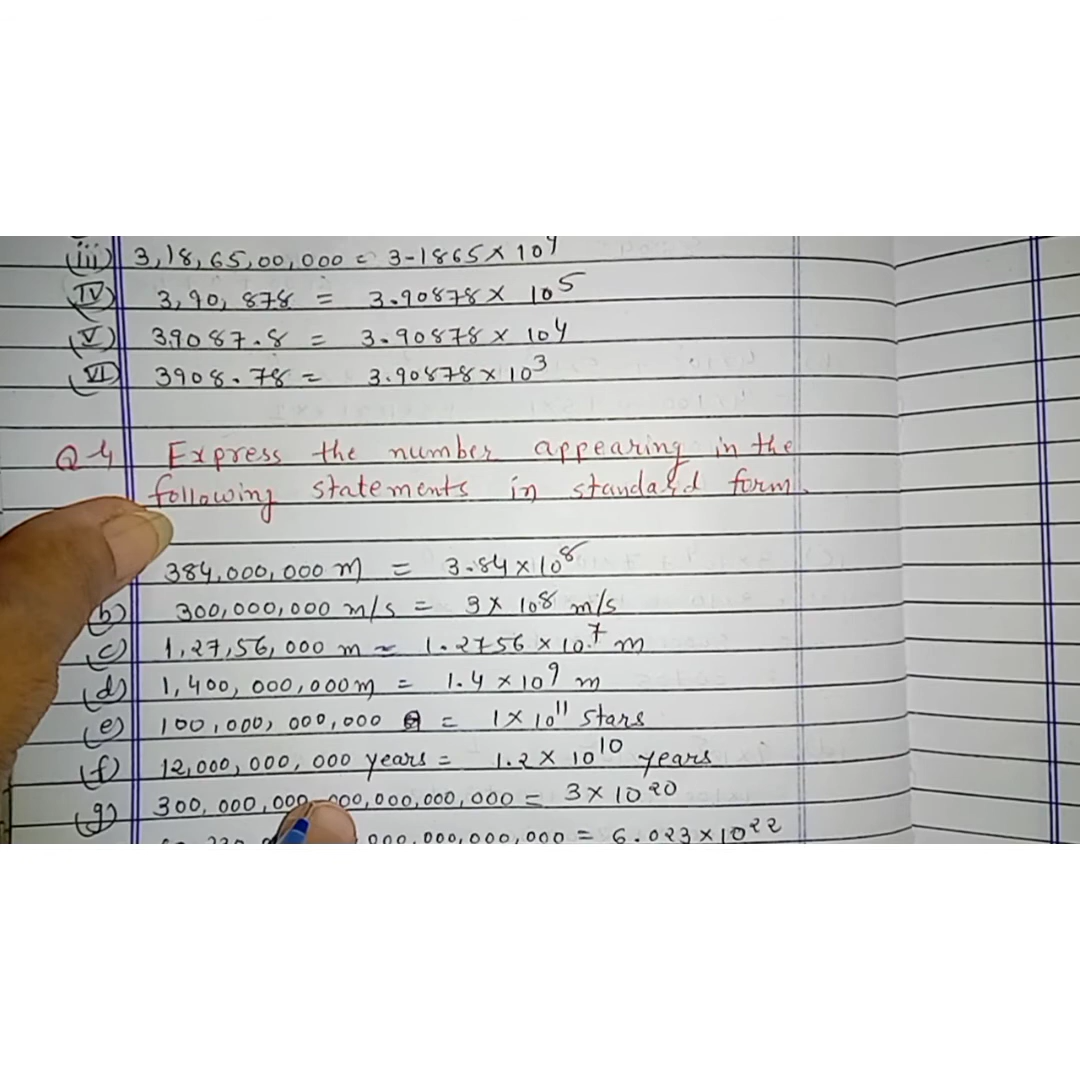 (iii) 3,18,65,00,000 = 3-1865 × 10⁹
(IV) 3,90,878 = 3.90878 × 10⁵
(V) 39087.8 = 3.90878 × 10⁴
(VI) 3908.78 = 3.90878 × 10³
Q-4 Express the number appearing in the
following statements in standard form.
384,000,000 m = 3.84 × 10⁸
(b) 300,000,000 m/s = 3 × 10⁸ m/s
(c) 1,27,56,000 m = 1.2756 × 10⁷ m
(d) 1,400,000,000 m = 1.4 × 10⁹ m
(e) 100,000,000,000 = 1 × 10¹¹ Stars
(f) 12,000,000,000 years = 1.2 × 10¹⁰ years
(g) 300,000,000,000,000,000,000 = 3 × 10²⁰
000,000,000,000 = 6.023 × 10²²